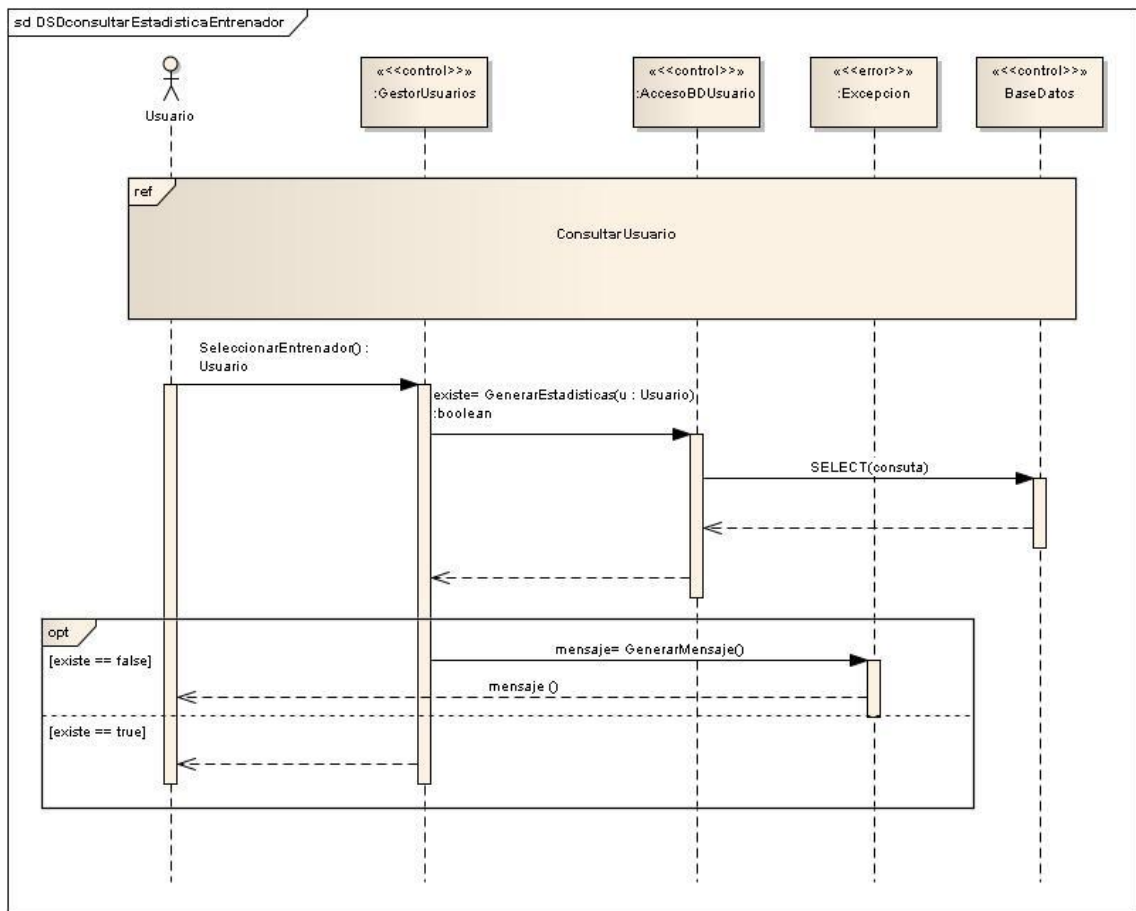 sd DSDconsultarEstadisticaEntrenador
Usuario
«<<control>>»
:GestorUsuarios
«<<control>>»
:AccesoBDUsuario
«<<error>>»
:Excepcion
«<<control>>»
BaseDatos
ref
ConsultarUsuario
SeleccionarEntrenador() :
Usuario
existe= GenerarEstadisticas(u : Usuario)
:boolean
SELECT(consuta)
opt
[existe == false]
mensaje= GenerarMensaje()
mensaje ()
[existe == true]